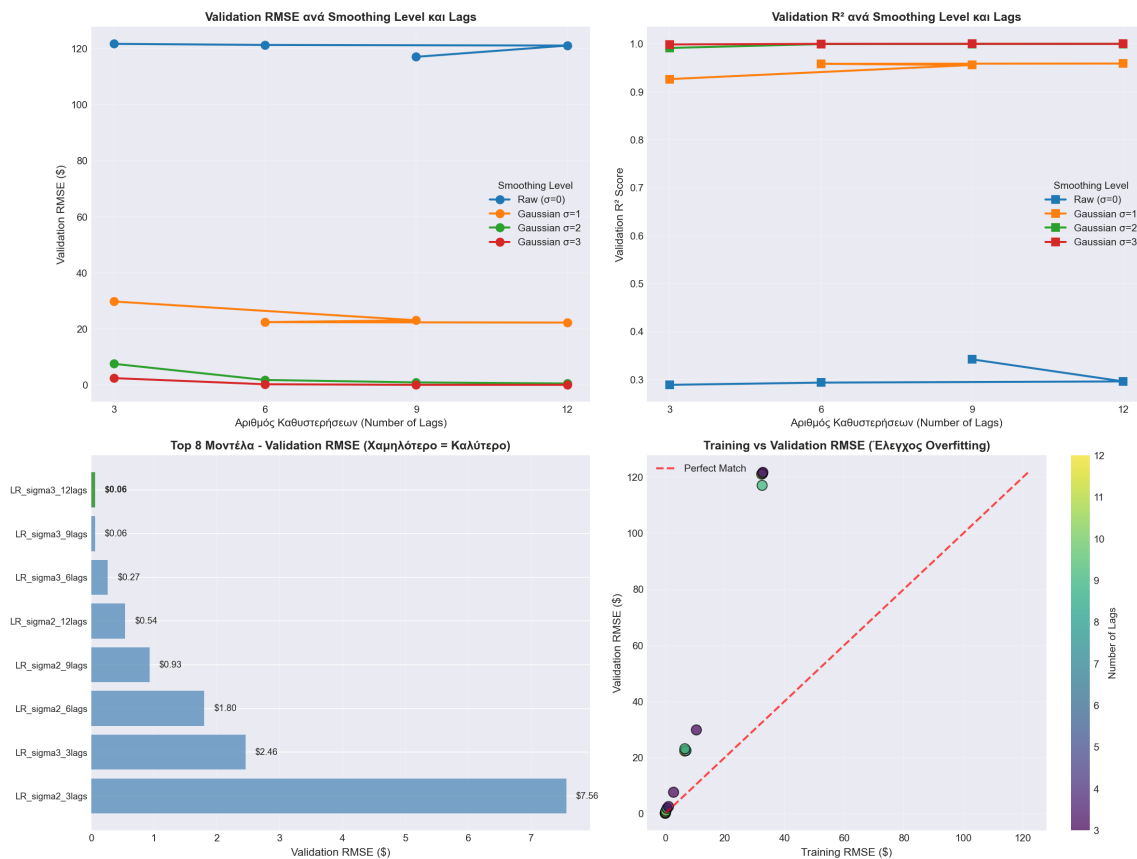 Validation RMSE ανά Smoothing Level και Lags
Validation RMSE ($)
120
100
80
60
40
20
0
3
6
9
12
Αριθμός Καθυστερήσεων (Number of Lags)
Smoothing Level
Raw (σ=0)
Gaussian σ=1
Gaussian σ=2
Gaussian σ=3
Validation R² ανά Smoothing Level και Lags
Validation R² Score
1.0
0.9
0.8
0.7
0.6
0.5
0.4
0.3
3
6
9
12
Αριθμός Καθυστερήσεων (Number of Lags)
Smoothing Level
Raw (σ=0)
Gaussian σ=1
Gaussian σ=2
Gaussian σ=3
Top 8 Μοντέλα - Validation RMSE (Χαμηλότερο = Καλύτερο)
LR_sigma3_12lags
$0.06
LR_sigma3_9lags
$0.06
LR_sigma3_6lags
$0.27
LR_sigma2_12lags
$0.54
LR_sigma2_9lags
$0.93
LR_sigma2_6lags
$1.80
LR_sigma3_3lags
$2.46
LR_sigma2_3lags
$7.56
0
1
2
3
4
5
6
7
Validation RMSE ($)
Training vs Validation RMSE (Έλεγχος Overfitting)
Perfect Match
Validation RMSE ($)
120
100
80
60
40
20
0
0
20
40
60
80
100
120
Training RMSE ($)
12
11
10
9
8
7
6
5
4
3
Number of Lags